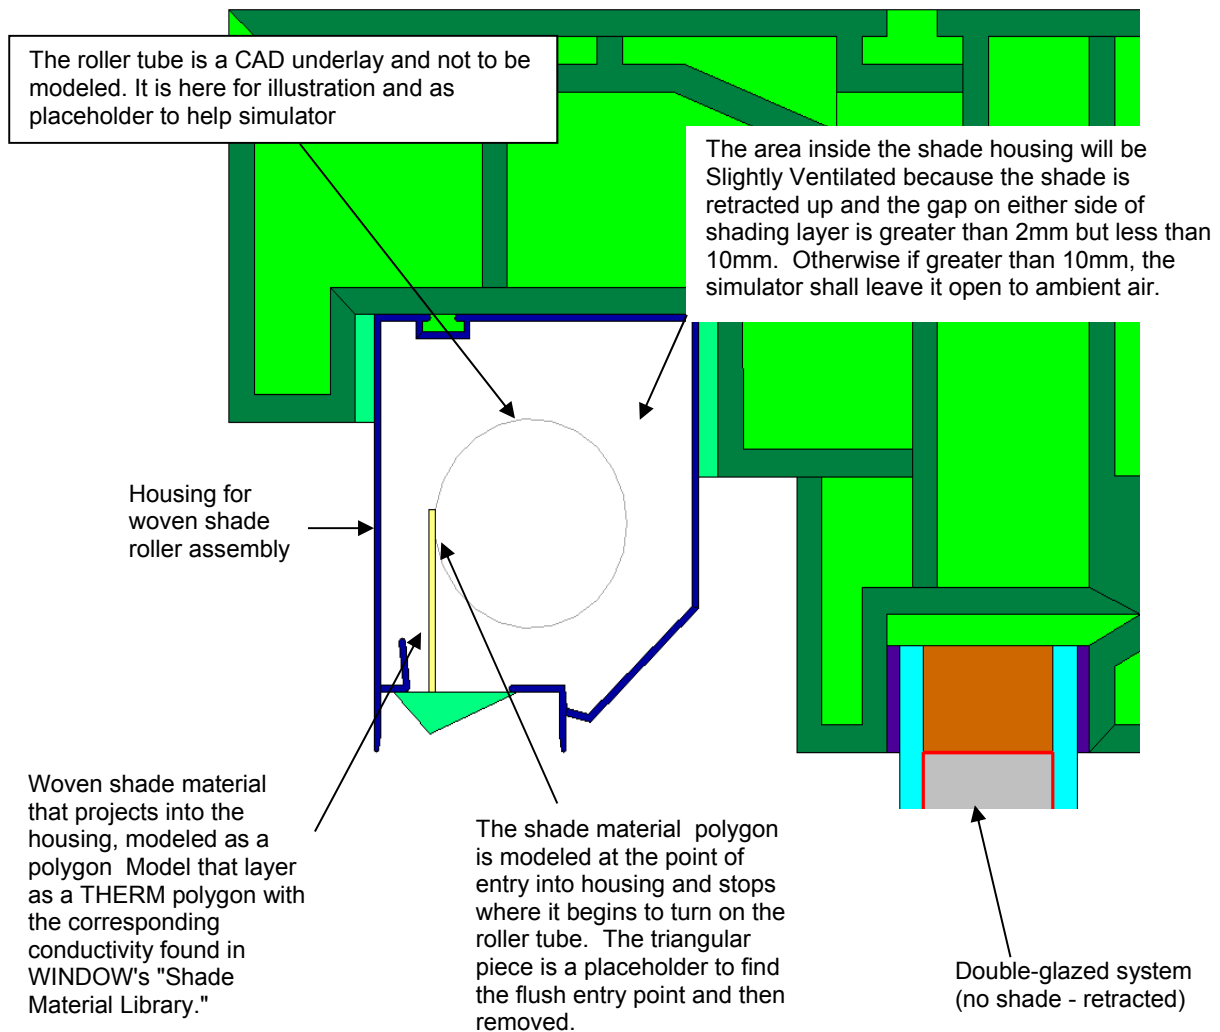 The roller tube is a CAD underlay and not to be
modeled. It is here for illustration and as
placeholder to help simulator
The area inside the shade housing will be
Slightly Ventilated because the shade is
retracted up and the gap on either side of
shading layer is greater than 2mm but less than
10mm. Otherwise if greater than 10mm, the
simulator shall leave it open to ambient air.
Housing for
woven shade
roller assembly
Woven shade material
that projects into the
housing, modeled as a
polygon Model that layer
as a THERM polygon with
the corresponding
conductivity found in
WINDOW's "Shade
Material Library."
The shade material polygon
is modeled at the point of
entry into housing and stops
where it begins to turn on the
roller tube. The triangular
piece is a placeholder to find
the flush entry point and then
removed.
Double-glazed system
(no shade - retracted)